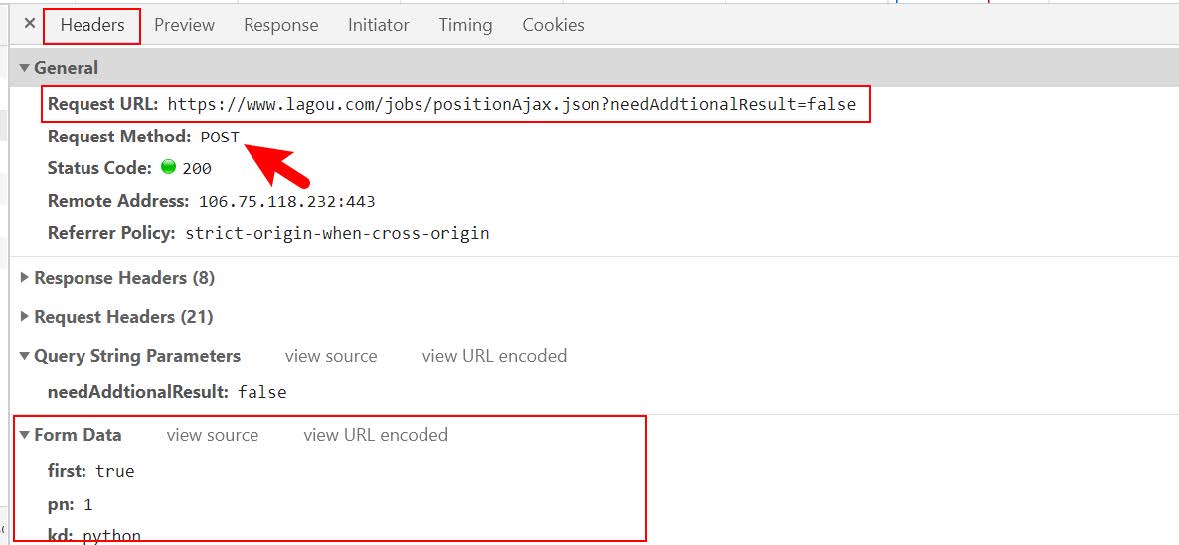 × Headers Preview Response Initiator Timing Cookies
General
Request URL: https://www.lagou.com/jobs/positionAjax.json?needAddtionalResult=false
Request Method: POST
Status Code: 200
Remote Address: 106.75.118.232:443
Referrer Policy: strict-origin-when-cross-origin
Response Headers (8)
Request Headers (21)
Query String Parameters view source view URL encoded
needAddtionalResult: false
Form Data view source view URL encoded
first: true
pn: 1
kd: python